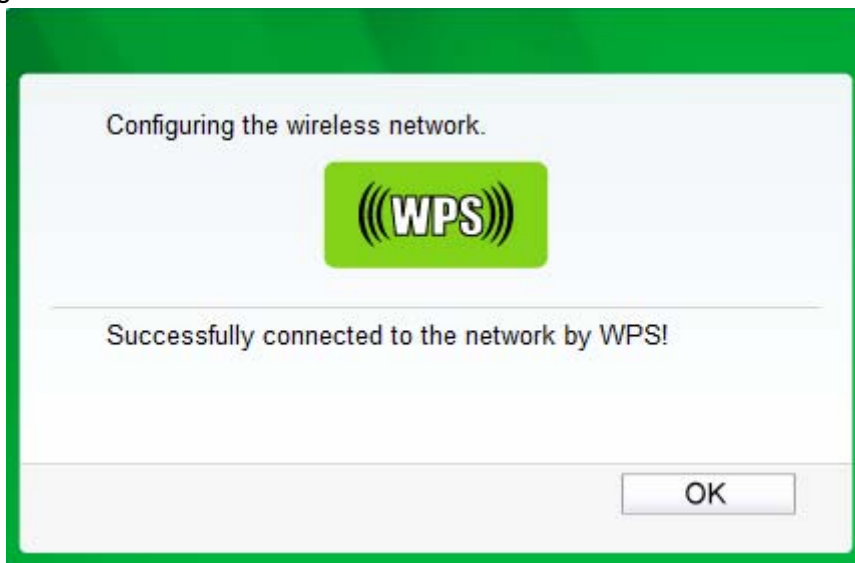 Configuring the wireless network.
WPS
Successfully connected to the network by WPS!
OK